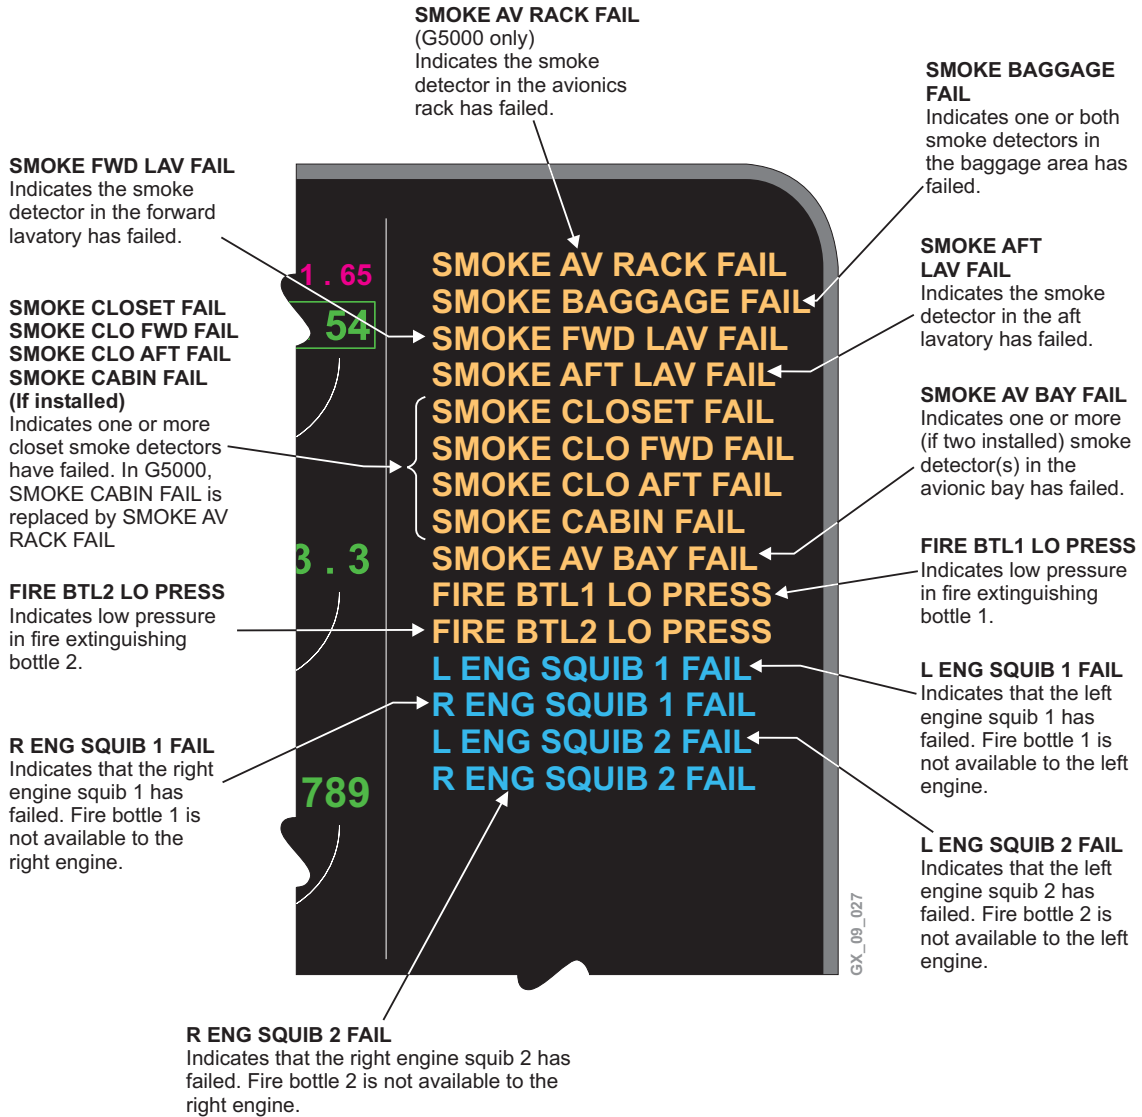 SMOKE AV RACK FAIL
(G5000 only)
Indicates the smoke
detector in the avionics
rack has failed.
SMOKE BAGGAGE
FAIL
Indicates one or both
smoke detectors in
the baggage area has
failed.
SMOKE FWD LAV FAIL
Indicates the smoke
detector in the forward
lavatory has failed.
SMOKE AFT
LAV FAIL
Indicates the smoke
detector in the aft
lavatory has failed.
SMOKE CLOSET FAIL
SMOKE CLO FWD FAIL
SMOKE CLO AFT FAIL
SMOKE CABIN FAIL
(If installed)
Indicates one or more
closet smoke detectors
have failed. In G5000,
SMOKE CABIN FAIL is
replaced by SMOKE AV
RACK FAIL
SMOKE AV BAY FAIL
Indicates one or more
(if two installed) smoke
detector(s) in the
avionic bay has failed.
FIRE BTL1 LO PRESS
Indicates low pressure
in fire extinguishing
bottle 1.
FIRE BTL2 LO PRESS
Indicates low pressure
in fire extinguishing
bottle 2.
L ENG SQUIB 1 FAIL
Indicates that the left
engine squib 1 has
failed. Fire bottle 1 is
not available to the left
engine.
R ENG SQUIB 1 FAIL
Indicates that the right
engine squib 1 has
failed. Fire bottle 1 is
not available to the
right engine.
L ENG SQUIB 2 FAIL
Indicates that the left
engine squib 2 has
failed. Fire bottle 2 is
not available to the left
engine.
1.65
54
3.3
789
SMOKE AV RACK FAIL
SMOKE BAGGAGE FAIL
SMOKE FWD LAV FAIL
SMOKE AFT LAV FAIL
SMOKE CLOSET FAIL
SMOKE CLO FWD FAIL
SMOKE CLO AFT FAIL
SMOKE CABIN FAIL
SMOKE AV BAY FAIL
FIRE BTL1 LO PRESS
FIRE BTL2 LO PRESS
L ENG SQUIB 1 FAIL
R ENG SQUIB 1 FAIL
L ENG SQUIB 2 FAIL
R ENG SQUIB 2 FAIL
GX_09_027
R ENG SQUIB 2 FAIL
Indicates that the right engine squib 2 has
failed. Fire bottle 2 is not available to the
right engine.